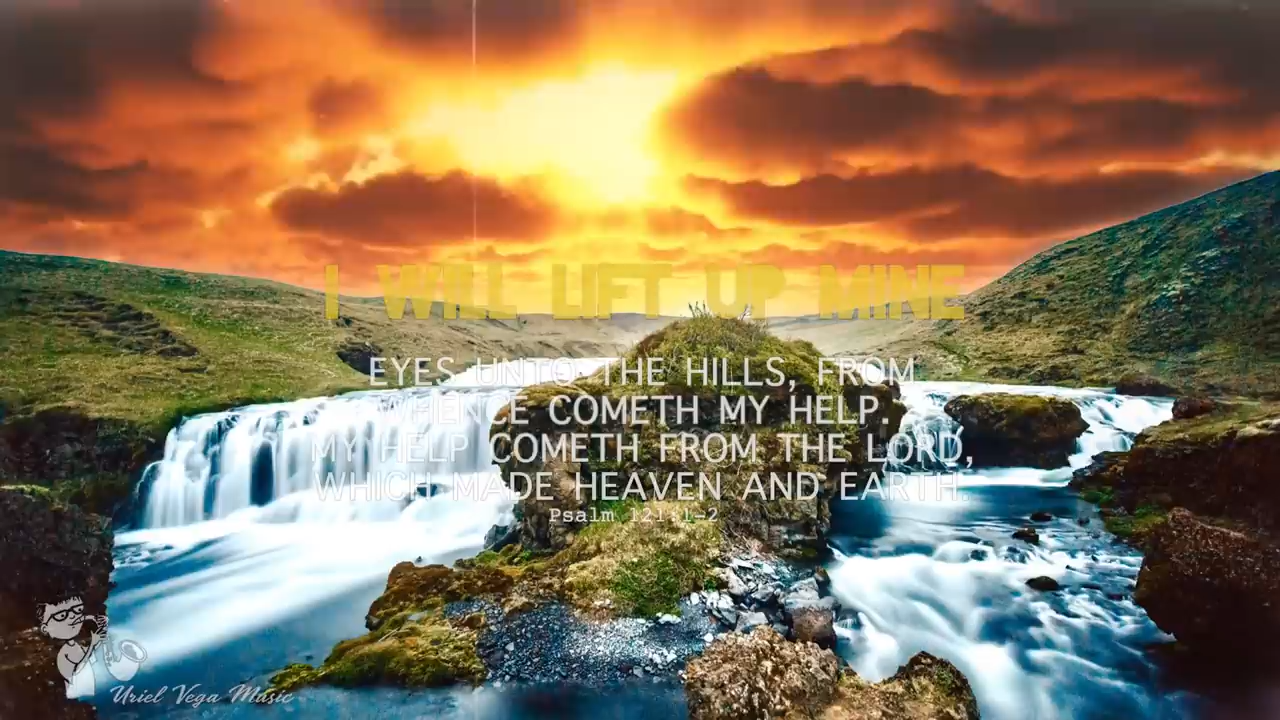 I WILL LIFT UP MINE
EYES UNTO THE HILLS, FROM
WHENCE COMETH MY HELP.
MY HELP COMETH FROM THE LORD,
WHICH MADE HEAVEN AND EARTH.
Psalm 121:1-2
Uriel Vega Music